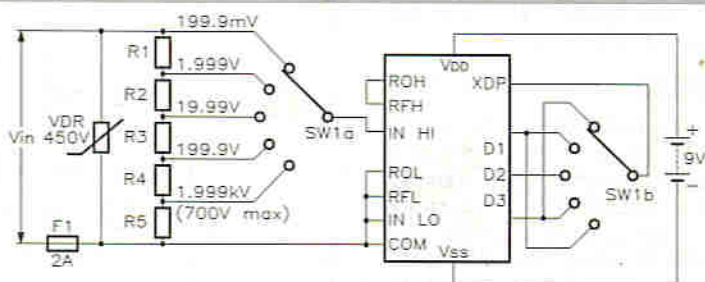 199.9mV
R1
1.999V
R2
19.99V
VDR
450V
Vin
R3
199.9V
R4
1.999kV
(700V max)
R5
F1
2A
SW1a
VDD
ROH
RFH
IN HI
ROL
RFL
IN LO
COM
VSS
XDP
D1
D2
D3
SW1b
+
9V
-